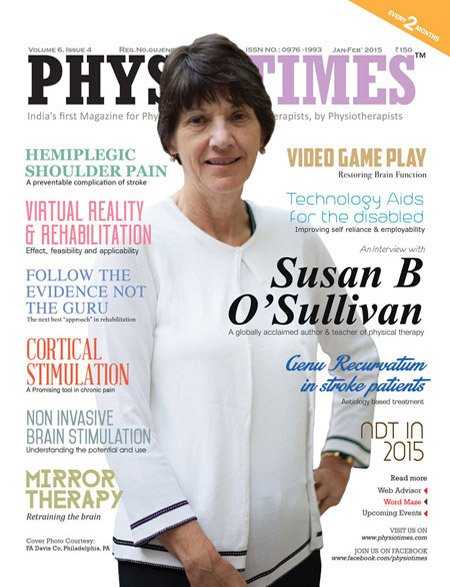 EVERY 2 MONTHS
VOLUME 6, ISSUE 4
ISSN NO.: 0976 -1993
JAN-FEB' 2015
₹150
PHYS TIMES™
India's first Magazine for Phy
erapists, by Physiotherapists
HEMIPLEGIC
SHOULDER PAIN
A preventable complication of stroke
VIRTUAL REALITY
& REHABILITATION
Effect, feasibility and applicability
FOLLOW THE
EVIDENCE NOT
THE GURU
The next best "approach" in rehabilitation
CORTICAL
STIMULATION
A Promising tool in chronic pain
NON INVASIVE
BRAIN STIMULATION
Understanding the potential and use
MIRROR
THERAPY
Retraining the brain
Cover Photo Courtesy:
FA Davis Co, Philadelphia, PA
VIDEO GAME PLAY
Restoring Brain Function
Technology Aids
for the disabled
Improving self reliance & employability
An Interview with
Susan B
O'Sullivan
A globally acclaimed author & teacher of physical therapy
Genu Recurvatum
in stroke patients
Aetiology based treatment
NDT IN
2015
Read more
Web Advisor
Word Maze
Upcoming Events
VISIT US ON
www.physiotimes.com
JOIN US ON FACEBOOK
www.facebook.com/physiotimes